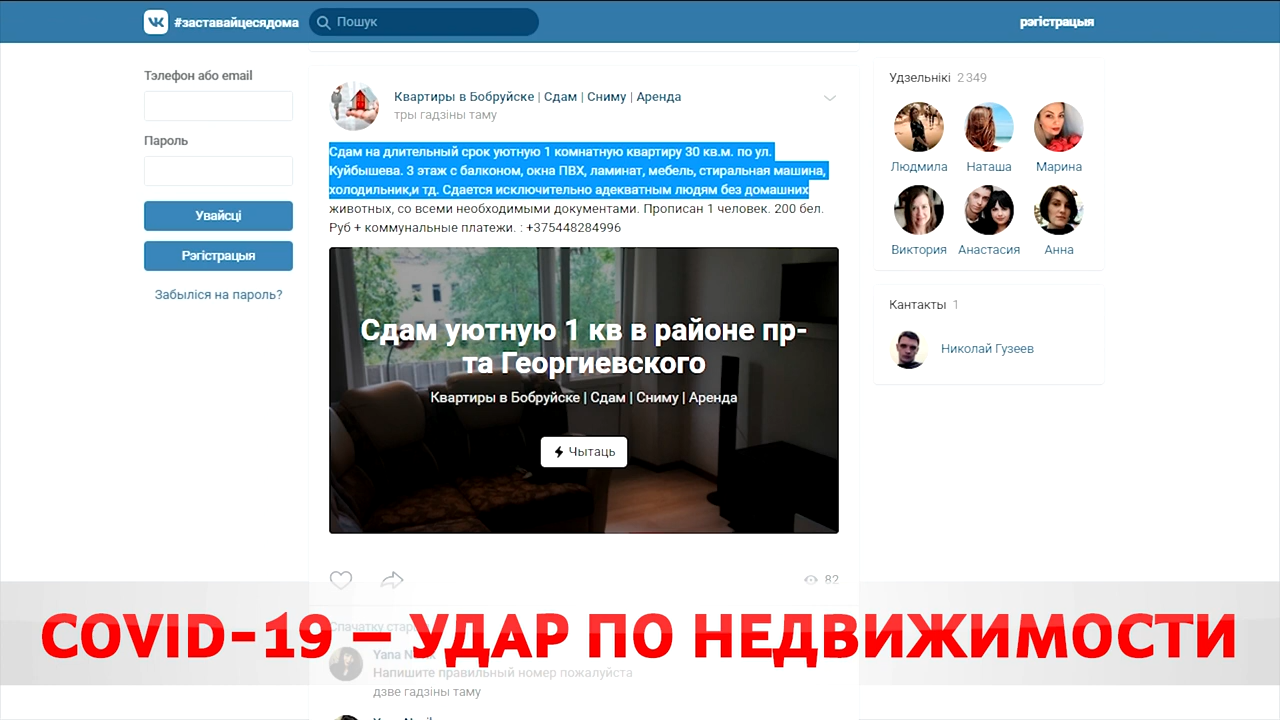 #заставайцесядома
Пошук
рэгістрацыя
Тэлефон або email
Пароль
Увайсці
Рэгістрацыя
Забыліся на пароль?
Квартиры в Бобруйске | Сдам | Сниму | Аренда
тры гадзіны таму
Сдам на длительный срок уютную 1 комнатную квартиру 30 кв.м. по ул.
Куйбышева. 3 этаж с балконом, окна ПВХ, ламинат, мебель, стиральная машина,
холодильник,и тд. Сдается исключительно адекватным людям без домашних
животных, со всеми необходимыми документами. Прописан 1 человек. 200 бел.
Руб + коммунальные платежи. : +375448284996
Сдам уютную 1 кв в районе пр-
та Георгиевского
Квартиры в Бобруйске | Сдам | Сниму | Аренда
Чытаць
82
Спачатку
COVID-19 — УДАР ПО НЕДВИЖИМОСТИ
Yana
Напишите правильный номер пожалуйста
дзве гадзіны таму
Удзельнікі 2 349
Людмила Наташа Марина
Виктория Анастасия Анна
Кантакты 1
Николай Гузеев